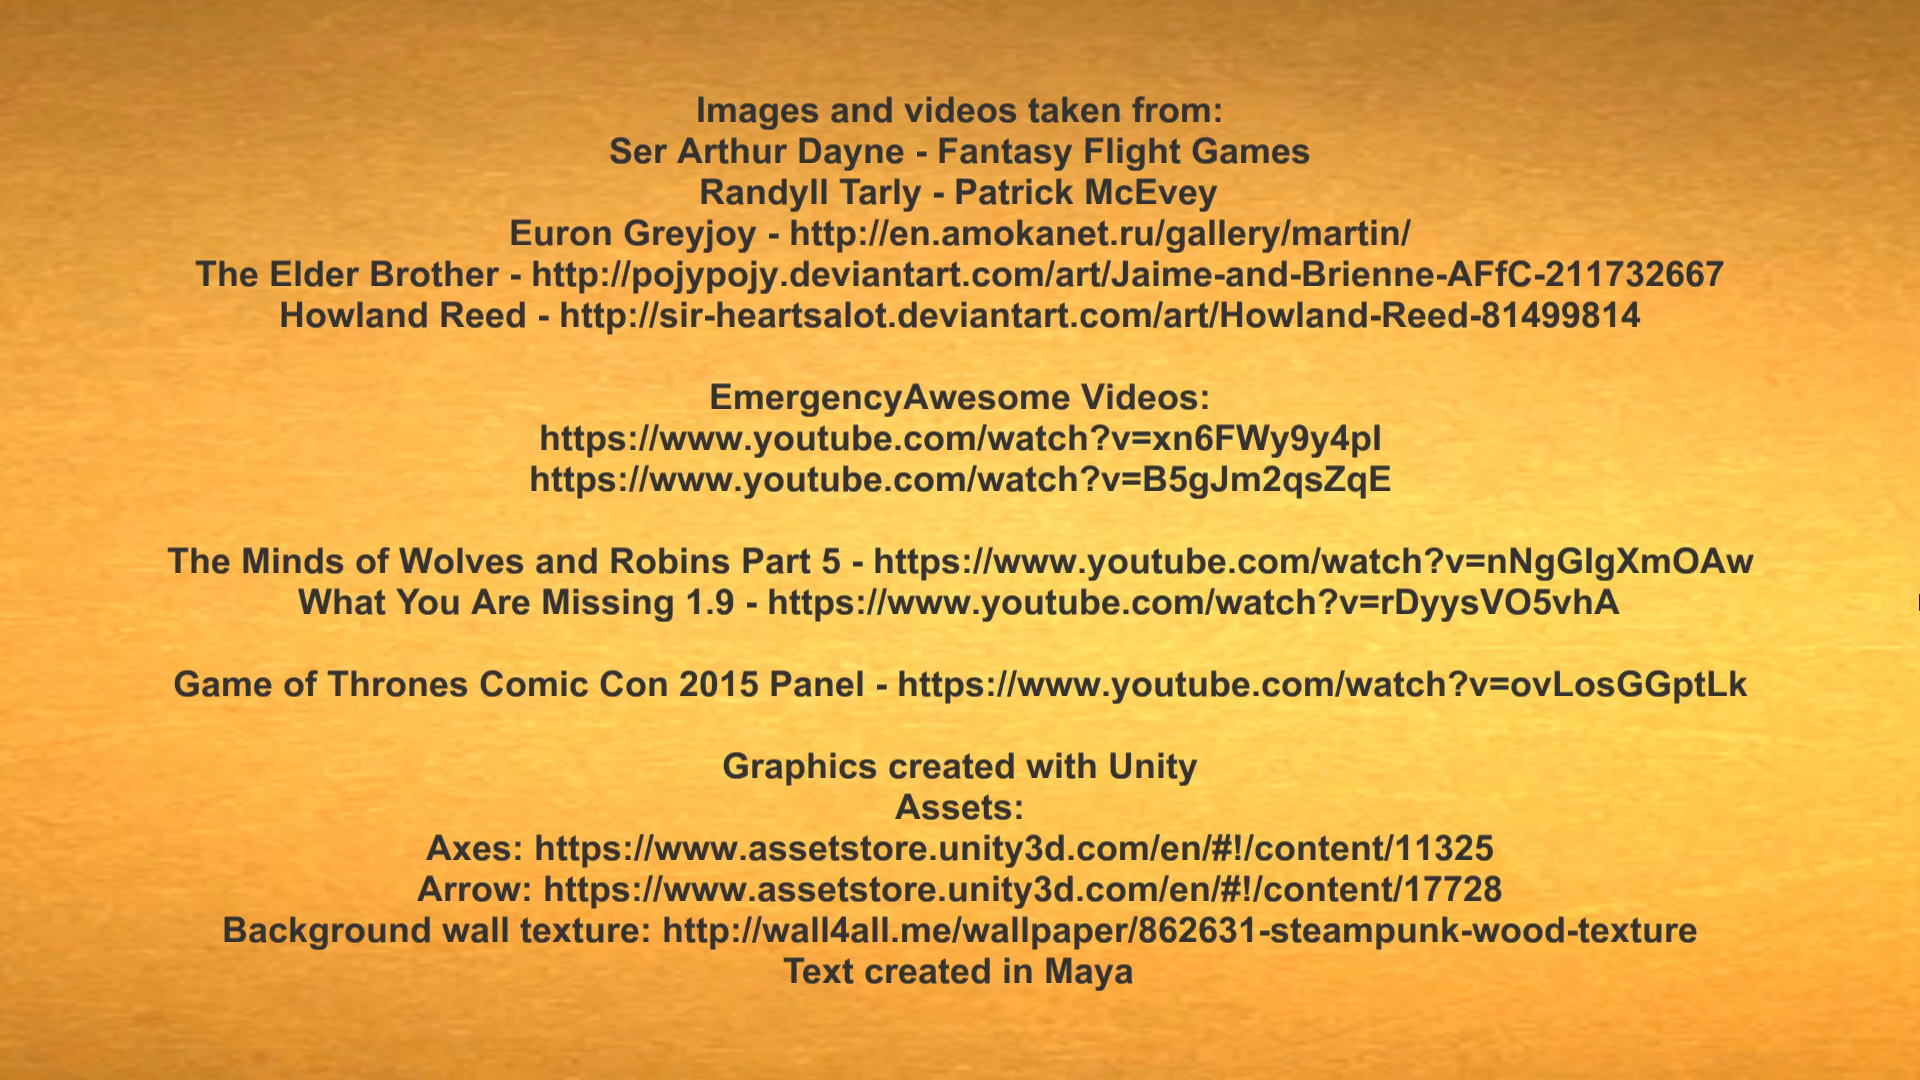 Images and videos taken from:
Ser Arthur Dayne - Fantasy Flight Games
Randyll Tarly - Patrick McEvey
Euron Greyjoy - http://en.amokanet.ru/gallery/martin/
The Elder Brother - http://pojypojy.deviantart.com/art/Jaime-and-Brienne-AFfC-211732667
Howland Reed - http://sir-heartsalot.deviantart.com/art/Howland-Reed-81499814
EmergencyAwesome Videos:
https://www.youtube.com/watch?v=xn6FWy9y4pI
https://www.youtube.com/watch?v=B5gJm2qsZqE
The Minds of Wolves and Robins Part 5 - https://www.youtube.com/watch?v=nNgGIgXmOAw
What You Are Missing 1.9 - https://www.youtube.com/watch?v=rDyysVO5vhA
Game of Thrones Comic Con 2015 Panel - https://www.youtube.com/watch?v=ovLosGGptLk
Graphics created with Unity
Assets:
Axes: https://www.assetstore.unity3d.com/en/#!/content/11325
Arrow: https://www.assetstore.unity3d.com/en/#!/content/17728
Background wall texture: http://wall4all.me/wallpaper/862631-steampunk-wood-texture
Text created in Maya